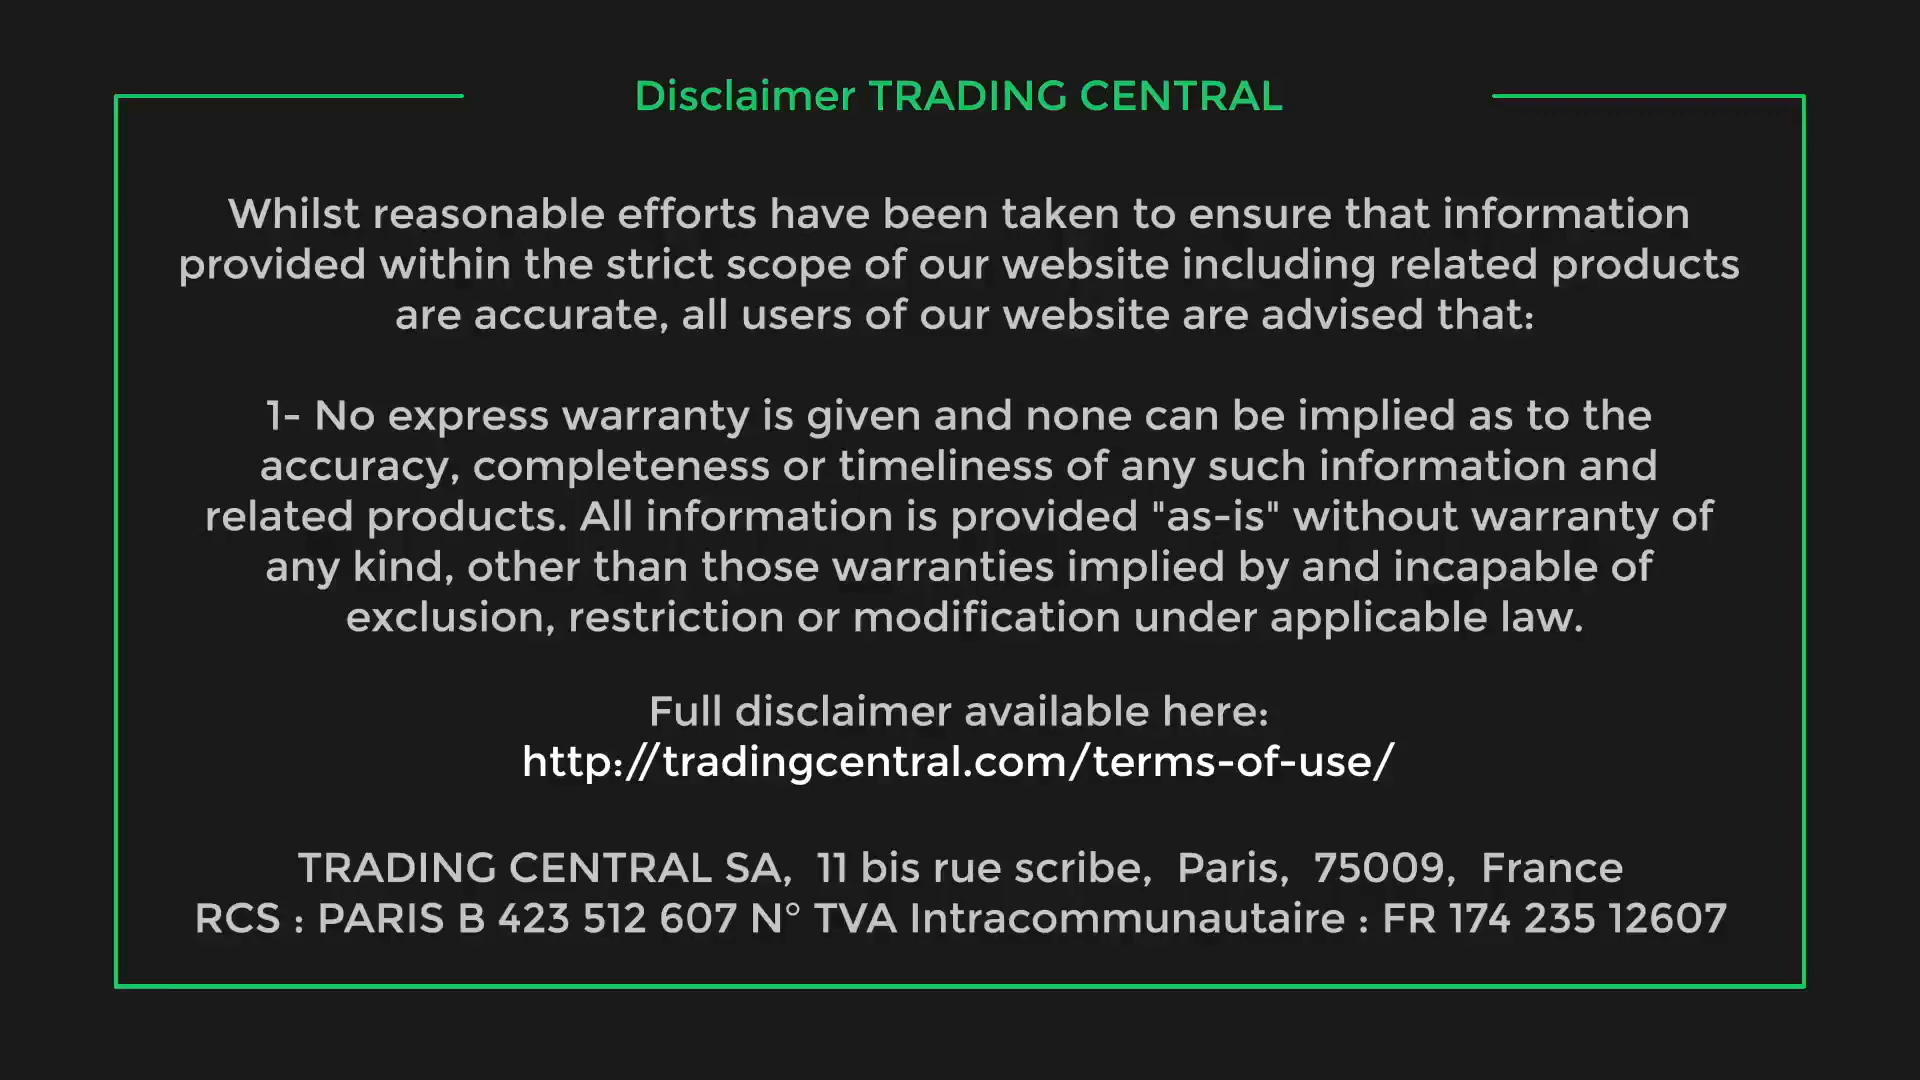 Disclaimer TRADING CENTRAL
Whilst reasonable efforts have been taken to ensure that information
provided within the strict scope of our website including related products
are accurate, all users of our website are advised that:
1- No express warranty is given and none can be implied as to the
accuracy, completeness or timeliness of any such information and
related products. All information is provided "as-is" without warranty of
any kind, other than those warranties implied by and incapable of
exclusion, restriction or modification under applicable law.
Full disclaimer available here:
http://tradingcentral.com/terms-of-use/
TRADING CENTRAL SA, 11 bis rue scribe, Paris, 75009, France
RCS : PARIS B 423 512 607 N° TVA Intracommunautaire : FR 174 235 12607